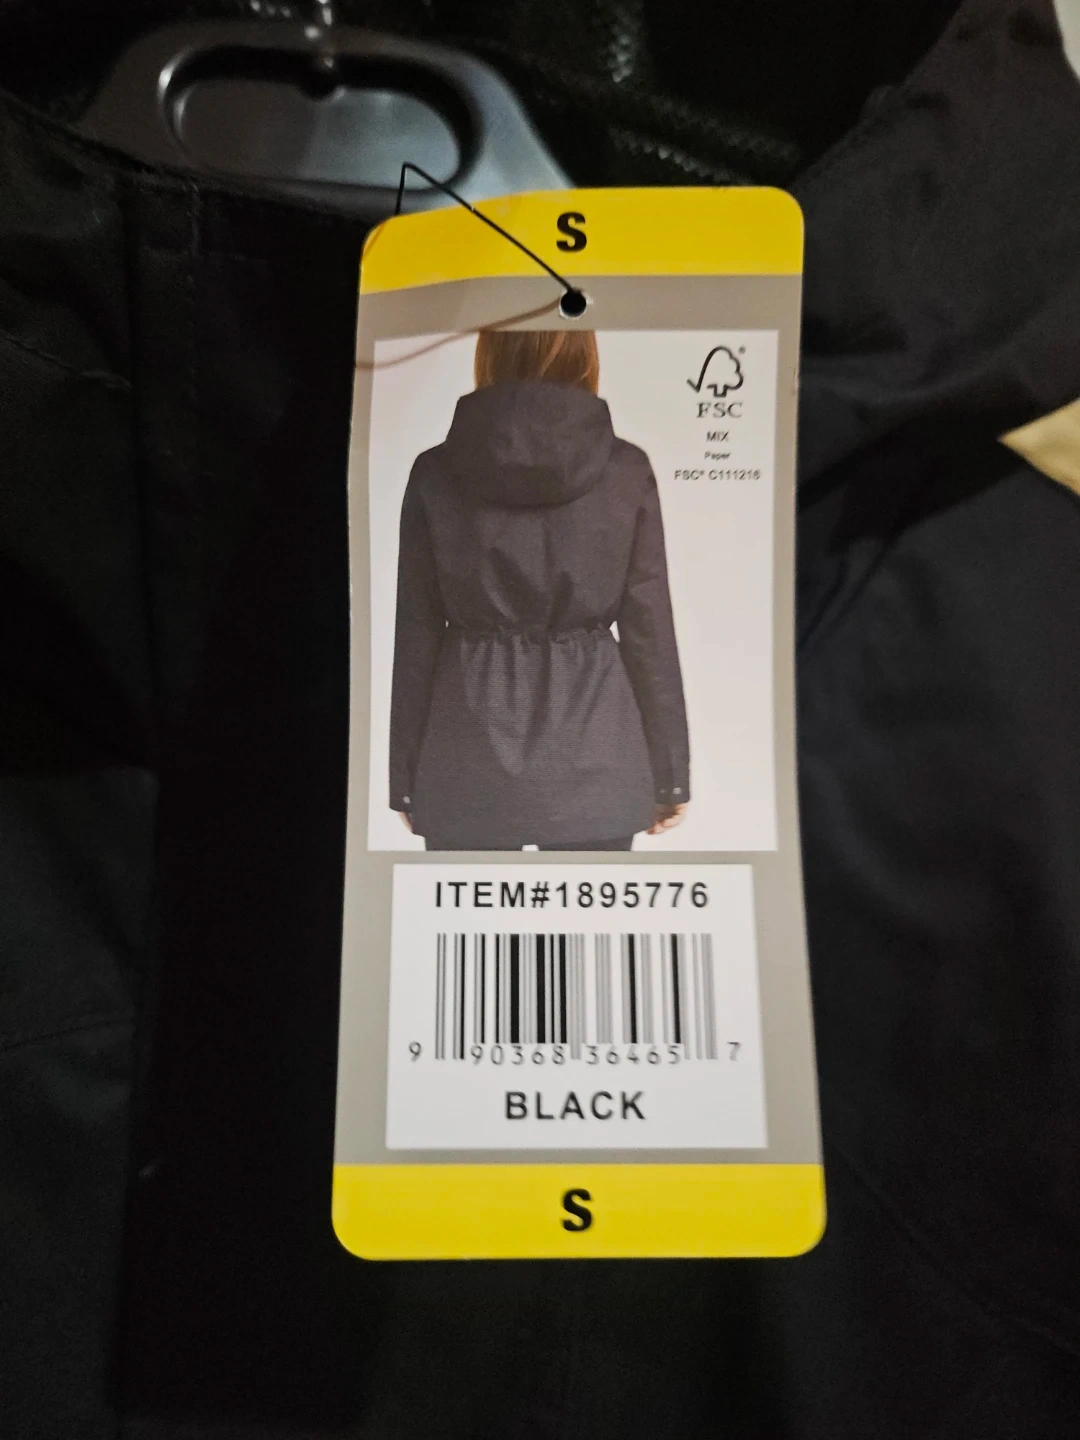 S
FSC®
MIX
Paper
FSC® C111216
ITEM#1895776
9 90368 36465 7
BLACK
S